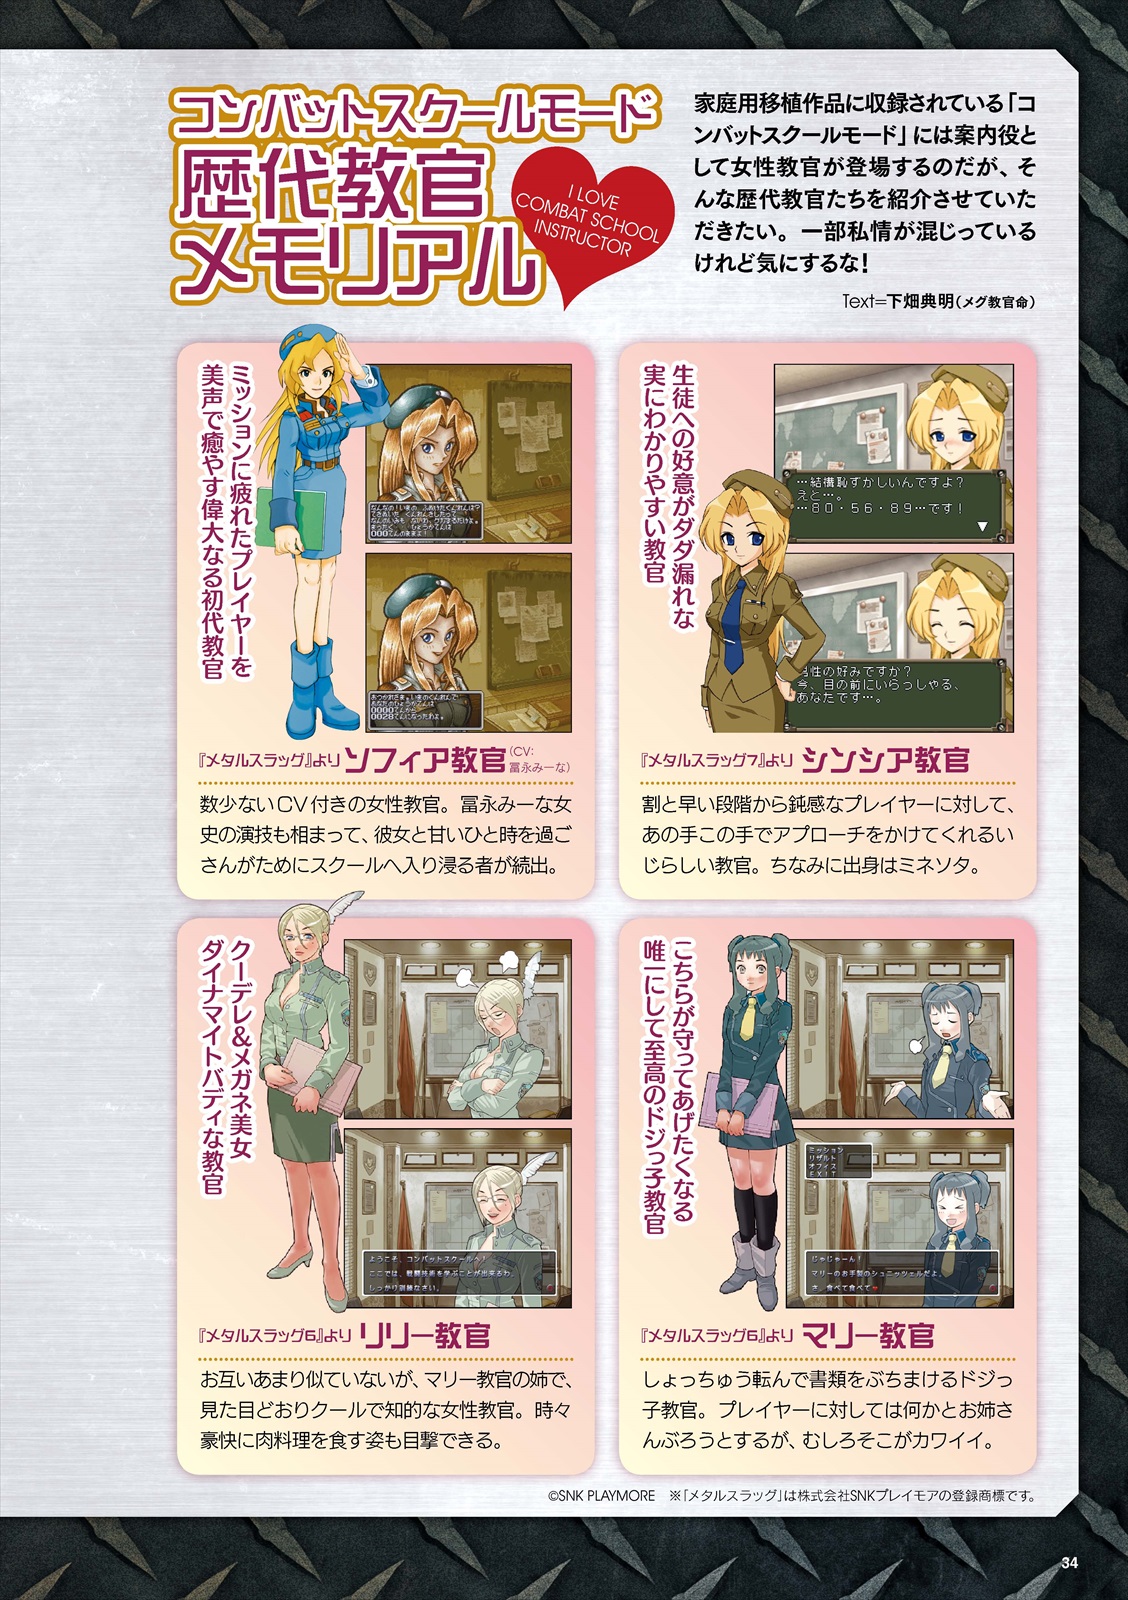 コンバットスクールモード
歴代教官
メモリアル
I LOVE
COMBAT SCHOOL
INSTRUCTOR
家庭用移植作品に収録されている「コ
ンバットスクールモード」には案内役と
して女性教官が登場するのだが、そ
んな歴代教官たちを紹介させていた
だきたい。一部私情が混じっている
けれど気にするな！
Text=下畑典明（メグ教官命）
ミッションに疲れたプレイヤーを
美声で癒やす偉大なる初代教官
『メタルスラッグ』より ソフィア教官（CV:
冨永みーな）
数少ないCV付きの女性教官。冨永みーな女
史の演技も相まって、彼女と甘いひと時を過ご
さんがためにスクールへ入り浸る者が続出。
生徒への好意がダダ漏れな
実にわかりやすい教官
…結構恥ずかしいんですよ？
えと…。
…80・56・89…です！
男性の好みですか？
今、目の前にいらっしゃる、
あなたです…。
『メタルスラッグ7』より シンシア教官
割と早い段階から鈍感なプレイヤーに対して、
あの手この手でアプローチをかけてくれるい
じらしい教官。ちなみに出身はミネソタ。
クーデレ&メガネ美女
ダイナマイトバディな教官
ようこそ、コンバットスクールへ！
ここでは、戦闘技術を学ぶことが出来るわ。
しっかり訓練なさい。
『メタルスラッグ6』より リリー教官
お互いあまり似ていないが、マリー教官の姉で、
見た目どおりクールで知的な女性教官。時々
豪快に肉料理を食す姿も目撃できる。
こちらが守ってあげたくなる
唯一にして至高のドジっ子教官
ミッション
リザルト
オフィス
EXIT
じゃじゃーん！
マリーのお手製のシュニッツェルだよ。
さ、食べて食べて♥
『メタルスラッグ6』より マリー教官
しょっちゅう転んで書類をぶちまけるドジっ
子教官。プレイヤーに対しては何かとお姉さ
んぶろうとするが、むしろそこがカワイイ。
©SNK PLAYMORE ※「メタルスラッグ」は株式会社SNKプレイモアの登録商標です。
34